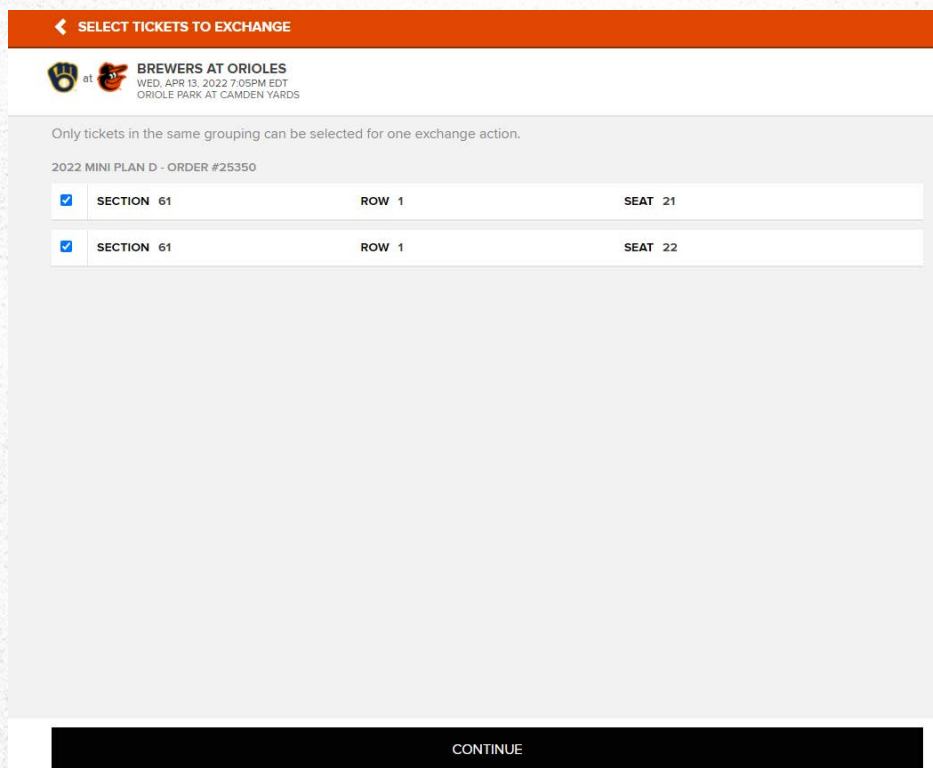 SELECT TICKETS TO EXCHANGE
at
BREWERS AT ORIOLES
WED, APR 13, 2022 7:05PM EDT
ORIOLE PARK AT CAMDEN YARDS
Only tickets in the same grouping can be selected for one exchange action.
2022 MINI PLAN D - ORDER #25350
SECTION 61 ROW 1 SEAT 21
SECTION 61 ROW 1 SEAT 22
CONTINUE